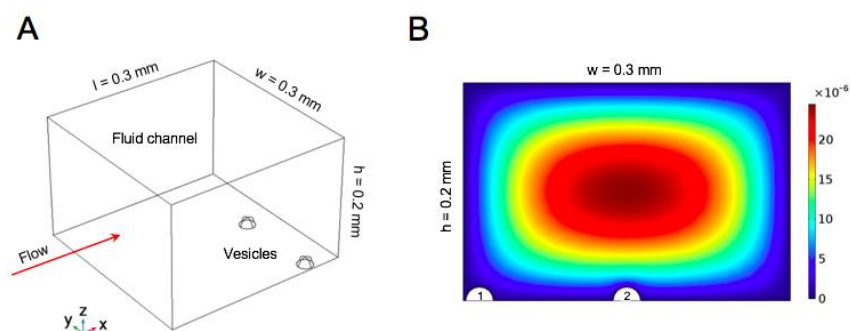 A
l = 0.3 mm
w = 0.3 mm
Fluid channel
h = 0.2 mm
Flow
Vesicles
y z x
B
w = 0.3 mm
×10⁻⁶
h = 0.2 mm
20
15
10
5
0
1
2